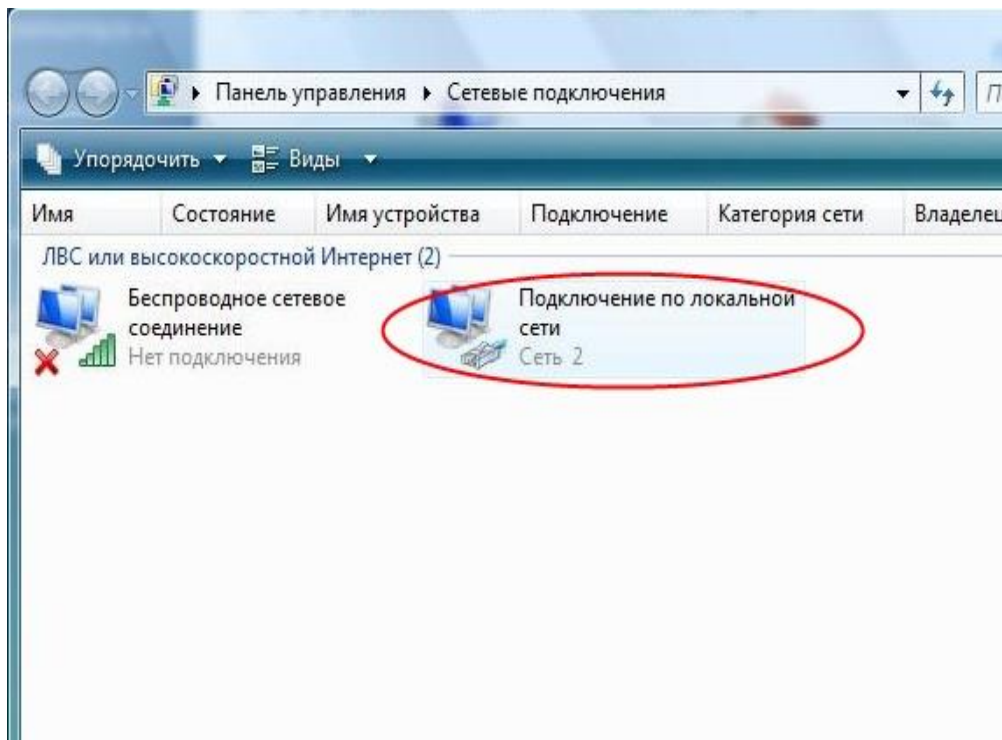 Панель управления Сетевые подключения
Упорядочить Виды
Имя Состояние Имя устройства Подключение Категория сети Владелец
ЛВС или высокоскоростной Интернет (2)
Беспроводное сетевое
соединение
Нет подключения
Подключение по локальной
сети
Сеть 2